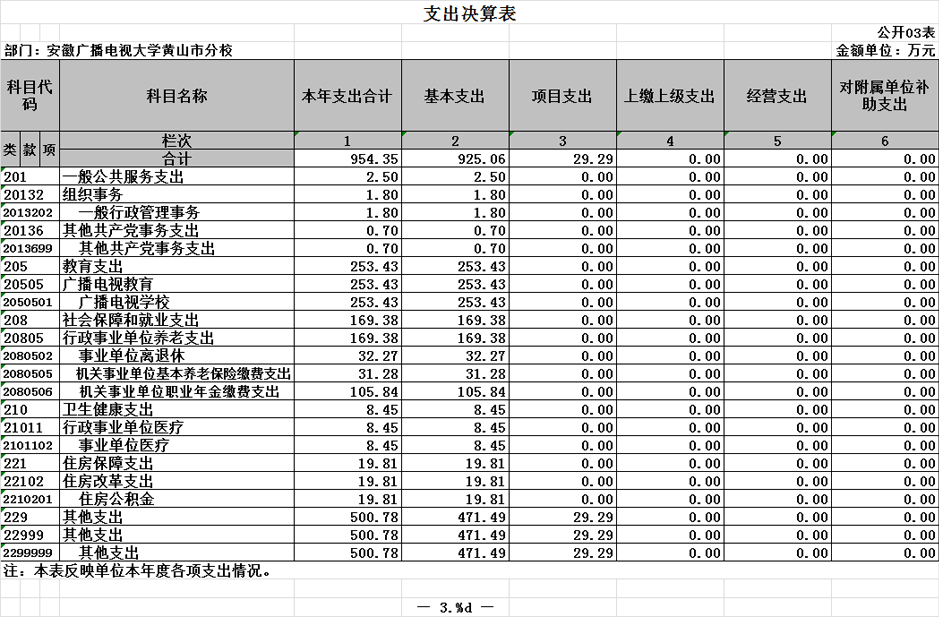 支出决算表
公开03表
部门：安徽广播电视大学黄山市分校 金额单位：万元
科目代码 科目名称 本年支出合计 基本支出 项目支出 上缴上级支出 经营支出 对附属单位补助支出
类 款 项 栏次 1 2 3 4 5 6
合计 954.35 925.06 29.29 0.00 0.00 0.00
201 一般公共服务支出 2.50 2.50 0.00 0.00 0.00 0.00
20132 组织事务 1.80 1.80 0.00 0.00 0.00 0.00
2013202 一般行政管理事务 1.80 1.80 0.00 0.00 0.00 0.00
20136 其他共产党事务支出 0.70 0.70 0.00 0.00 0.00 0.00
2013699 其他共产党事务支出 0.70 0.70 0.00 0.00 0.00 0.00
205 教育支出 253.43 253.43 0.00 0.00 0.00 0.00
20505 广播电视教育 253.43 253.43 0.00 0.00 0.00 0.00
2050501 广播电视学校 253.43 253.43 0.00 0.00 0.00 0.00
208 社会保障和就业支出 169.38 169.38 0.00 0.00 0.00 0.00
20805 行政事业单位养老支出 169.38 169.38 0.00 0.00 0.00 0.00
2080502 事业单位离退休 32.27 32.27 0.00 0.00 0.00 0.00
2080505 机关事业单位基本养老保险缴费支出 31.28 31.28 0.00 0.00 0.00 0.00
2080506 机关事业单位职业年金缴费支出 105.84 105.84 0.00 0.00 0.00 0.00
210 卫生健康支出 8.45 8.45 0.00 0.00 0.00 0.00
21011 行政事业单位医疗 8.45 8.45 0.00 0.00 0.00 0.00
2101102 事业单位医疗 8.45 8.45 0.00 0.00 0.00 0.00
221 住房保障支出 19.81 19.81 0.00 0.00 0.00 0.00
22102 住房改革支出 19.81 19.81 0.00 0.00 0.00 0.00
2210201 住房公积金 19.81 19.81 0.00 0.00 0.00 0.00
229 其他支出 500.78 471.49 29.29 0.00 0.00 0.00
22999 其他支出 500.78 471.49 29.29 0.00 0.00 0.00
2299999 其他支出 500.78 471.49 29.29 0.00 0.00 0.00
注：本表反映单位本年度各项支出情况。
— 3.%d —